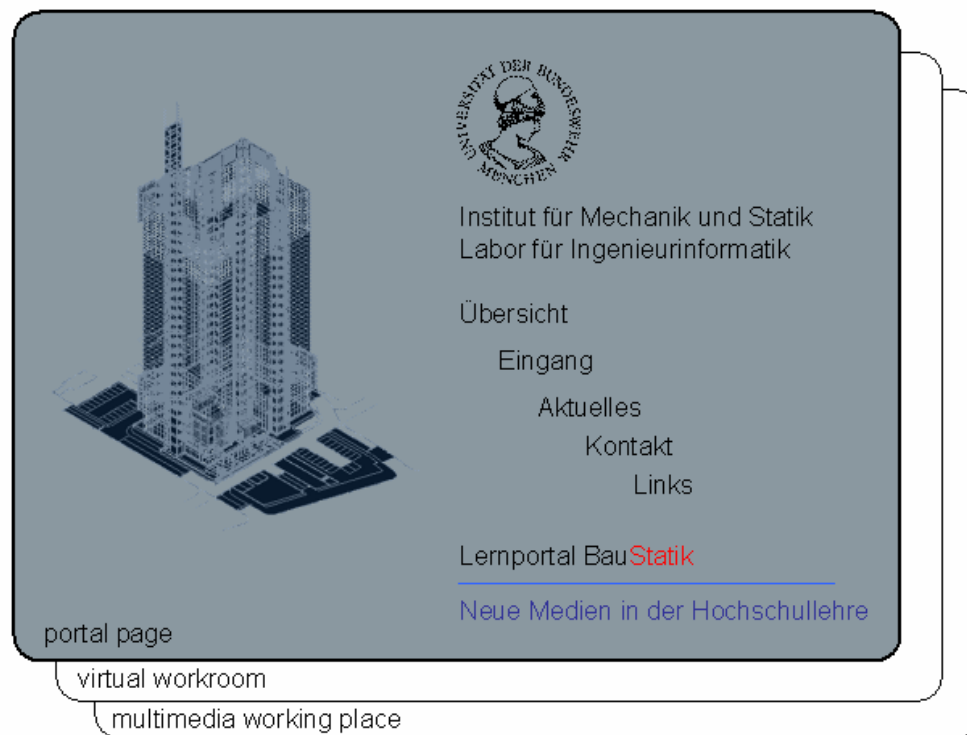 UNIVERSITÄT DER BUNDESWEHR
MÜNCHEN
Institut für Mechanik und Statik
Labor für Ingenieurinformatik
Übersicht
Eingang
Aktuelles
Kontakt
Links
Lernportal BauStatik
Neue Medien in der Hochschullehre
portal page
virtual workroom
multimedia working place